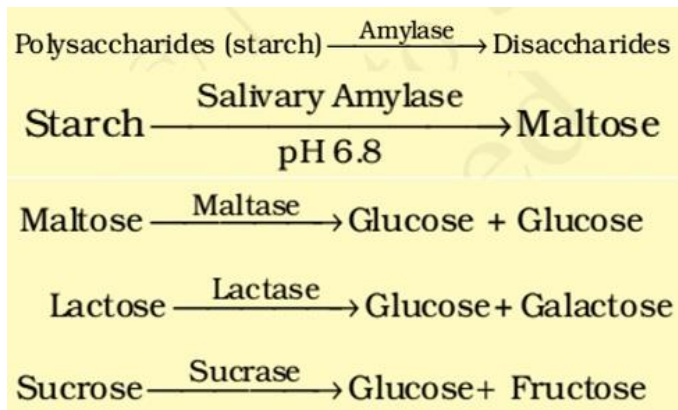 Polysaccharides (starch) Amylase Disaccharides
Starch Salivary Amylase pH 6.8 Maltose
Maltose Maltase Glucose + Glucose
Lactose Lactase Glucose+ Galactose
Sucrose Sucrase Glucose+ Fructose